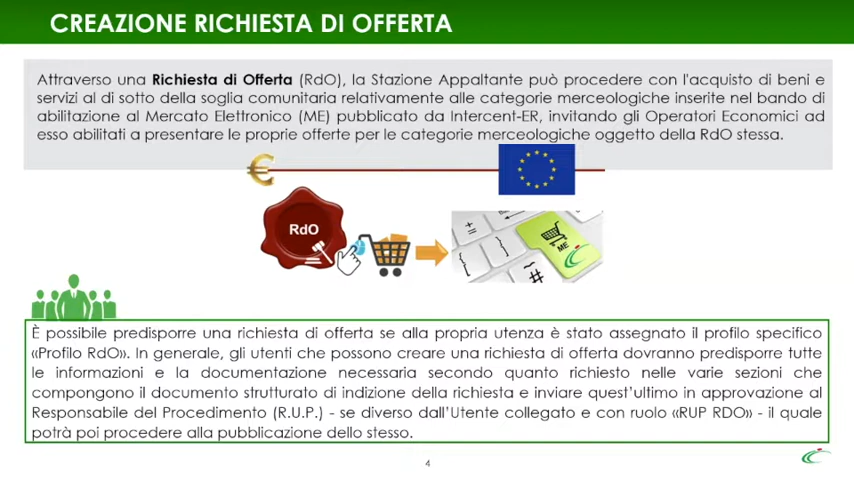 CREAZIONE RICHIESTA DI OFFERTA
Attraverso una Richiesta di Offerta (RdO), la Stazione Appaltante può procedere con l'acquisto di beni e
servizi al di sotto della soglia comunitaria relativamente alle categorie merceologiche inserite nel bando di
abilitazione al Mercato Elettronico (ME) pubblicato da Intercent-ER, invitando gli Operatori Economici ad
esso abilitati a presentare le proprie offerte per le categorie merceologiche oggetto della RdO stessa.
RdO
ME
È possibile predisporre una richiesta di offerta se alla propria utenza è stato assegnato il profilo specifico
«Profilo RdO». In generale, gli utenti che possono creare una richiesta di offerta dovranno predisporre tutte
le informazioni e la documentazione necessaria secondo quanto richiesto nelle varie sezioni che
compongono il documento strutturato di indizione della richiesta e inviare quest'ultimo in approvazione al
Responsabile del Procedimento (R.U.P.) - se diverso dall'Utente collegato e con ruolo «RUP RDO» - il quale
potrà poi procedere alla pubblicazione dello stesso.
4